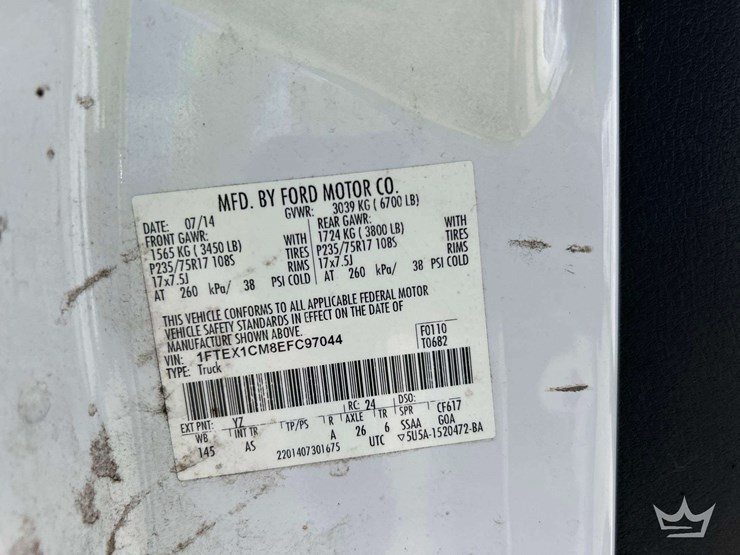 MFD. BY FORD MOTOR CO.
DATE: 07/14 GVWR: 3039 KG ( 6700 LB)
FRONT GAWR: REAR GAWR:
1565 KG ( 3450 LB) WITH 1724 KG ( 3800 LB) WITH
P235/75R17 108S TIRES P235/75R17 108S TIRES
17x7.5J RIMS 17x7.5J RIMS
AT 260 kPa/ 38 PSI COLD AT 260 kPa/ 38 PSI COLD
THIS VEHICLE CONFORMS TO ALL APPLICABLE FEDERAL MOTOR
VEHICLE SAFETY STANDARDS IN EFFECT ON THE DATE OF
MANUFACTURE SHOWN ABOVE.
VIN: 1FTEX1CM8EFC97044 F0110
TYPE: Truck T0682
EXT PNT: YZ RC: 24 DSO:
WB INT TR TP/PS R AXLE TR SPR CF617
145 AS A 26 6 SSAA GOA
2201407301675 UTC ▽5U5A-1520472-BA